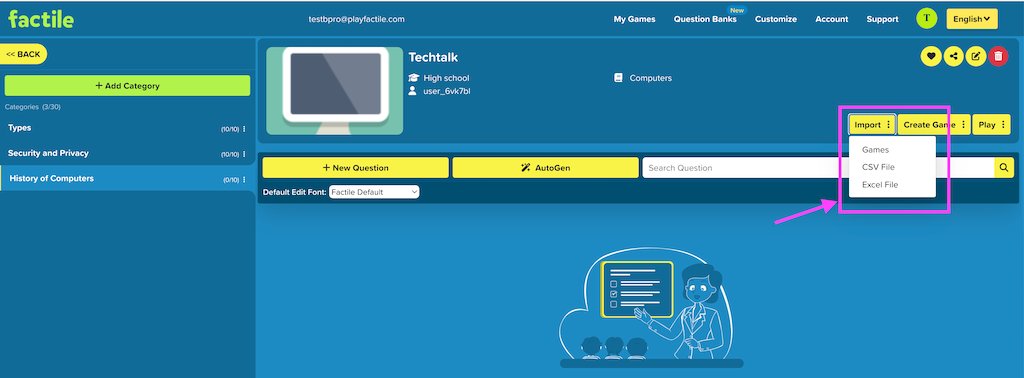 factile
testbpro@playfactile.com
My Games
Question Banks
New
Customize
Account
Support
T
English
<< BACK
+ Add Category
Categories (3/30)
Types (10/10)
Security and Privacy (10/10)
History of Computers (0/10)
Techtalk
High school
Computers
user_6vk7bl
Import
Create Game
Play
Games
CSV File
Excel File
+ New Question
AutoGen
Search Question
Default Edit Font: Factile Default